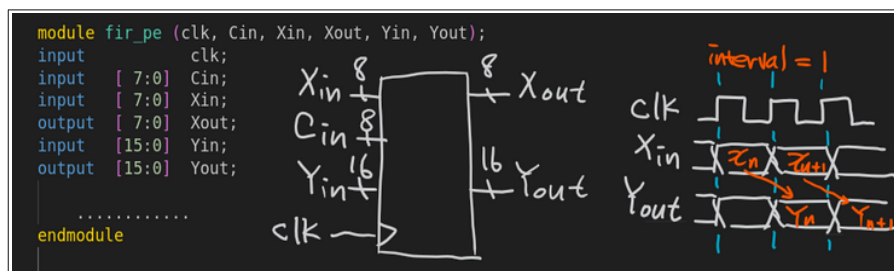 module fir_pe (clk, Cin, Xin, Xout, Yin, Yout);
input clk;
input [ 7:0] Cin;
input [ 7:0] Xin;
output [ 7:0] Xout;
input [15:0] Yin;
output [15:0] Yout;
............
endmodule
Xin 8
Cin 8
Yin 16
clk
8 Xout
16 Yout
interval = 1
clk
Xin xn xn+1
Yout Yn Yn+1